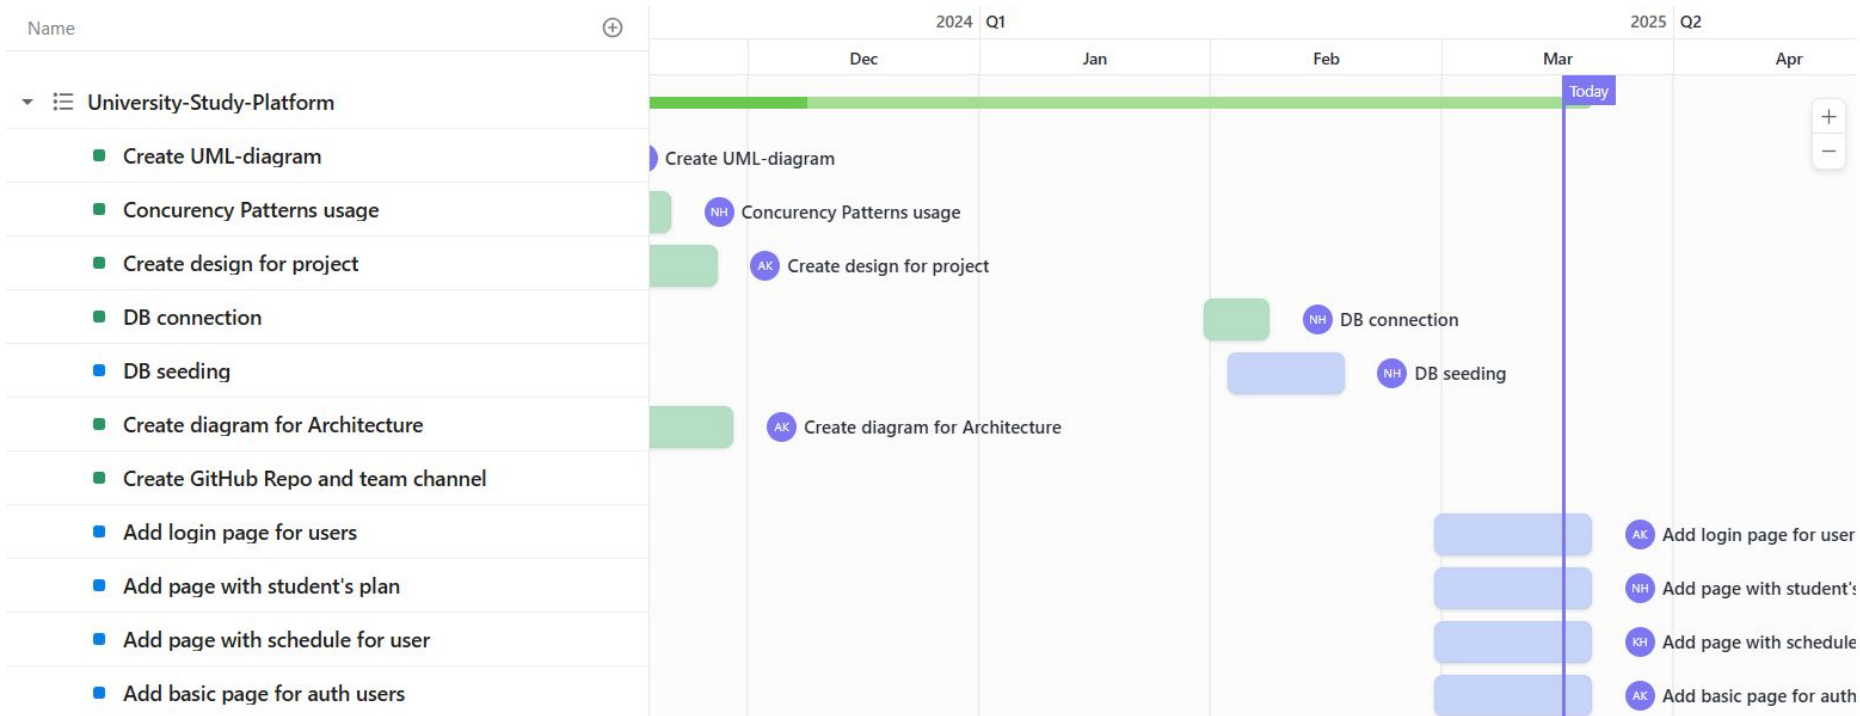 Name
2024 Q1
2025 Q2
Dec Jan Feb Mar Apr
Today
University-Study-Platform
Create UML-diagram
Create UML-diagram
Concurency Patterns usage
NH Concurency Patterns usage
Create design for project
AK Create design for project
DB connection
NH DB connection
DB seeding
NH DB seeding
Create diagram for Architecture
AK Create diagram for Architecture
Create GitHub Repo and team channel
Add login page for users
AK Add login page for user
Add page with student's plan
NH Add page with student's
Add page with schedule for user
KH Add page with schedule
Add basic page for auth users
AK Add basic page for auth